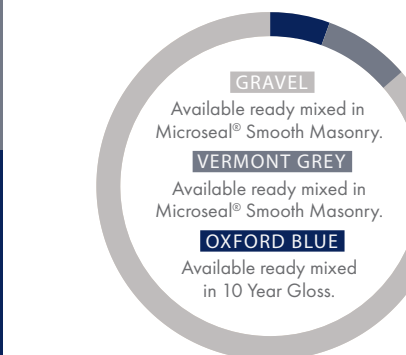 GRAVEL
Available ready mixed in
Microseal® Smooth Masonry.
VERMONT GREY
Available ready mixed in
Microseal® Smooth Masonry.
OXFORD BLUE
Available ready mixed
in 10 Year Gloss.